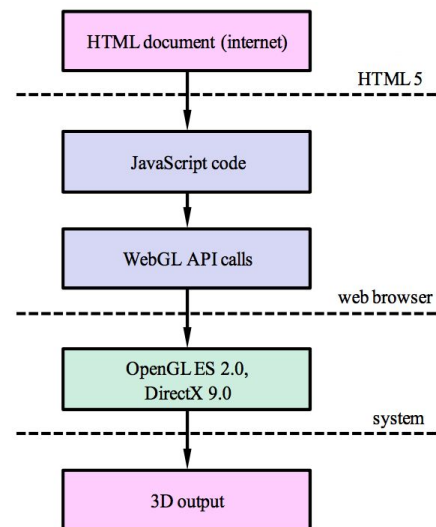 HTML document (internet)
HTML 5
JavaScript code
WebGL API calls
web browser
OpenGL ES 2.0,
DirectX 9.0
system
3D output